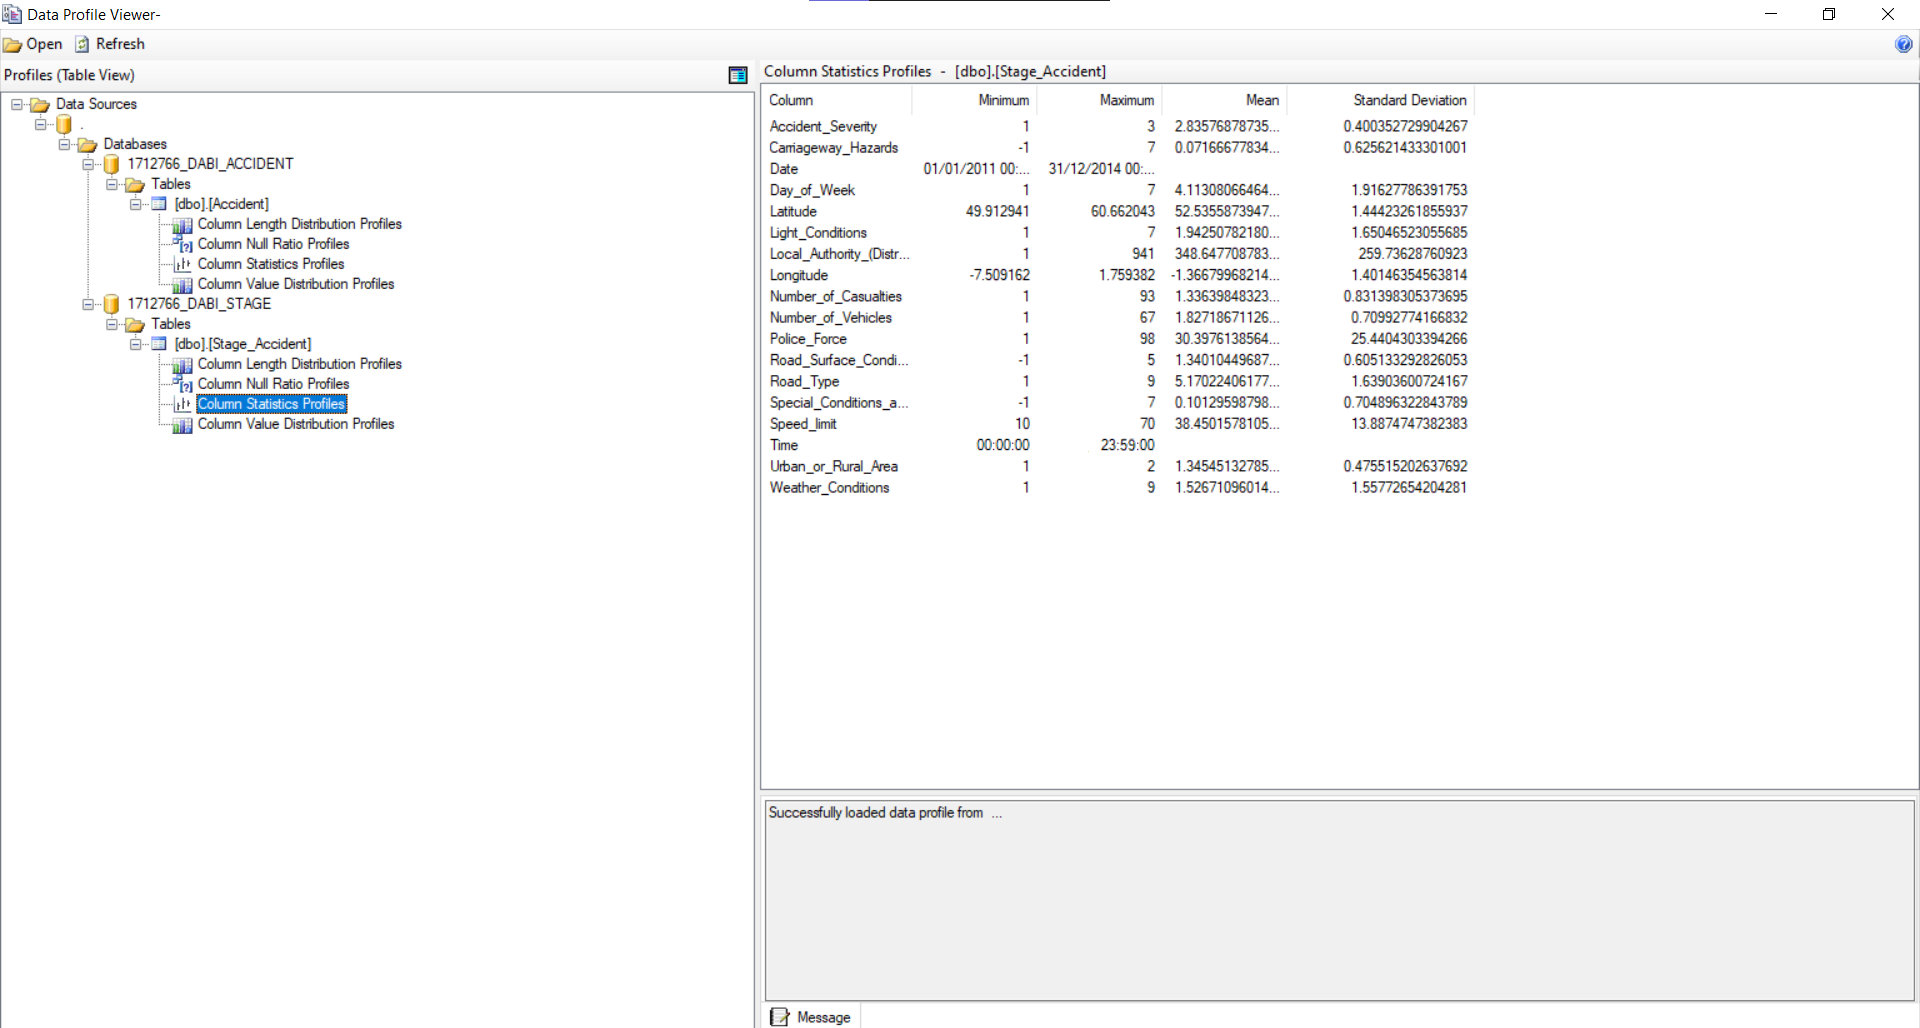 Data Profile Viewer-
Open Refresh
Profiles (Table View)
Data Sources
.
Databases
1712766_DABI_ACCIDENT
Tables
[dbo].[Accident]
Column Length Distribution Profiles
Column Null Ratio Profiles
Column Statistics Profiles
Column Value Distribution Profiles
1712766_DABI_STAGE
Tables
[dbo].[Stage_Accident]
Column Length Distribution Profiles
Column Null Ratio Profiles
Column Statistics Profiles
Column Value Distribution Profiles
Column Statistics Profiles - [dbo].[Stage_Accident]
Column Minimum Maximum Mean Standard Deviation
Accident_Severity 1 3 2.83576878735... 0.400352729904267
Carriageway_Hazards -1 7 0.07166677834... 0.625621433301001
Date 01/01/2011 00:... 31/12/2014 00:...
Day_of_Week 1 7 4.11308066464... 1.91627786391753
Latitude 49.912941 60.662043 52.5355873947... 1.44423261855937
Light_Conditions 1 7 1.94250782180... 1.65046523055685
Local_Authority_(Distr... 1 941 348.647708783... 259.73628760923
Longitude -7.509162 1.759382 -1.36679968214... 1.40146354563814
Number_of_Casualties 1 93 1.33639848323... 0.831398305373695
Number_of_Vehicles 1 67 1.82718671126... 0.70992774166832
Police_Force 1 98 30.3976138564... 25.4404303394266
Road_Surface_Condi... -1 5 1.34010449687... 0.605133292826053
Road_Type 1 9 5.17022406177... 1.63903600724167
Special_Conditions_a... -1 7 0.10129598798... 0.704896322843789
Speed_limit 10 70 38.4501578105... 13.8874747382383
Time 00:00:00 23:59:00
Urban_or_Rural_Area 1 2 1.34545132785... 0.475515202637692
Weather_Conditions 1 9 1.52671096014... 1.55772654204281
Successfully loaded data profile from ...
Message